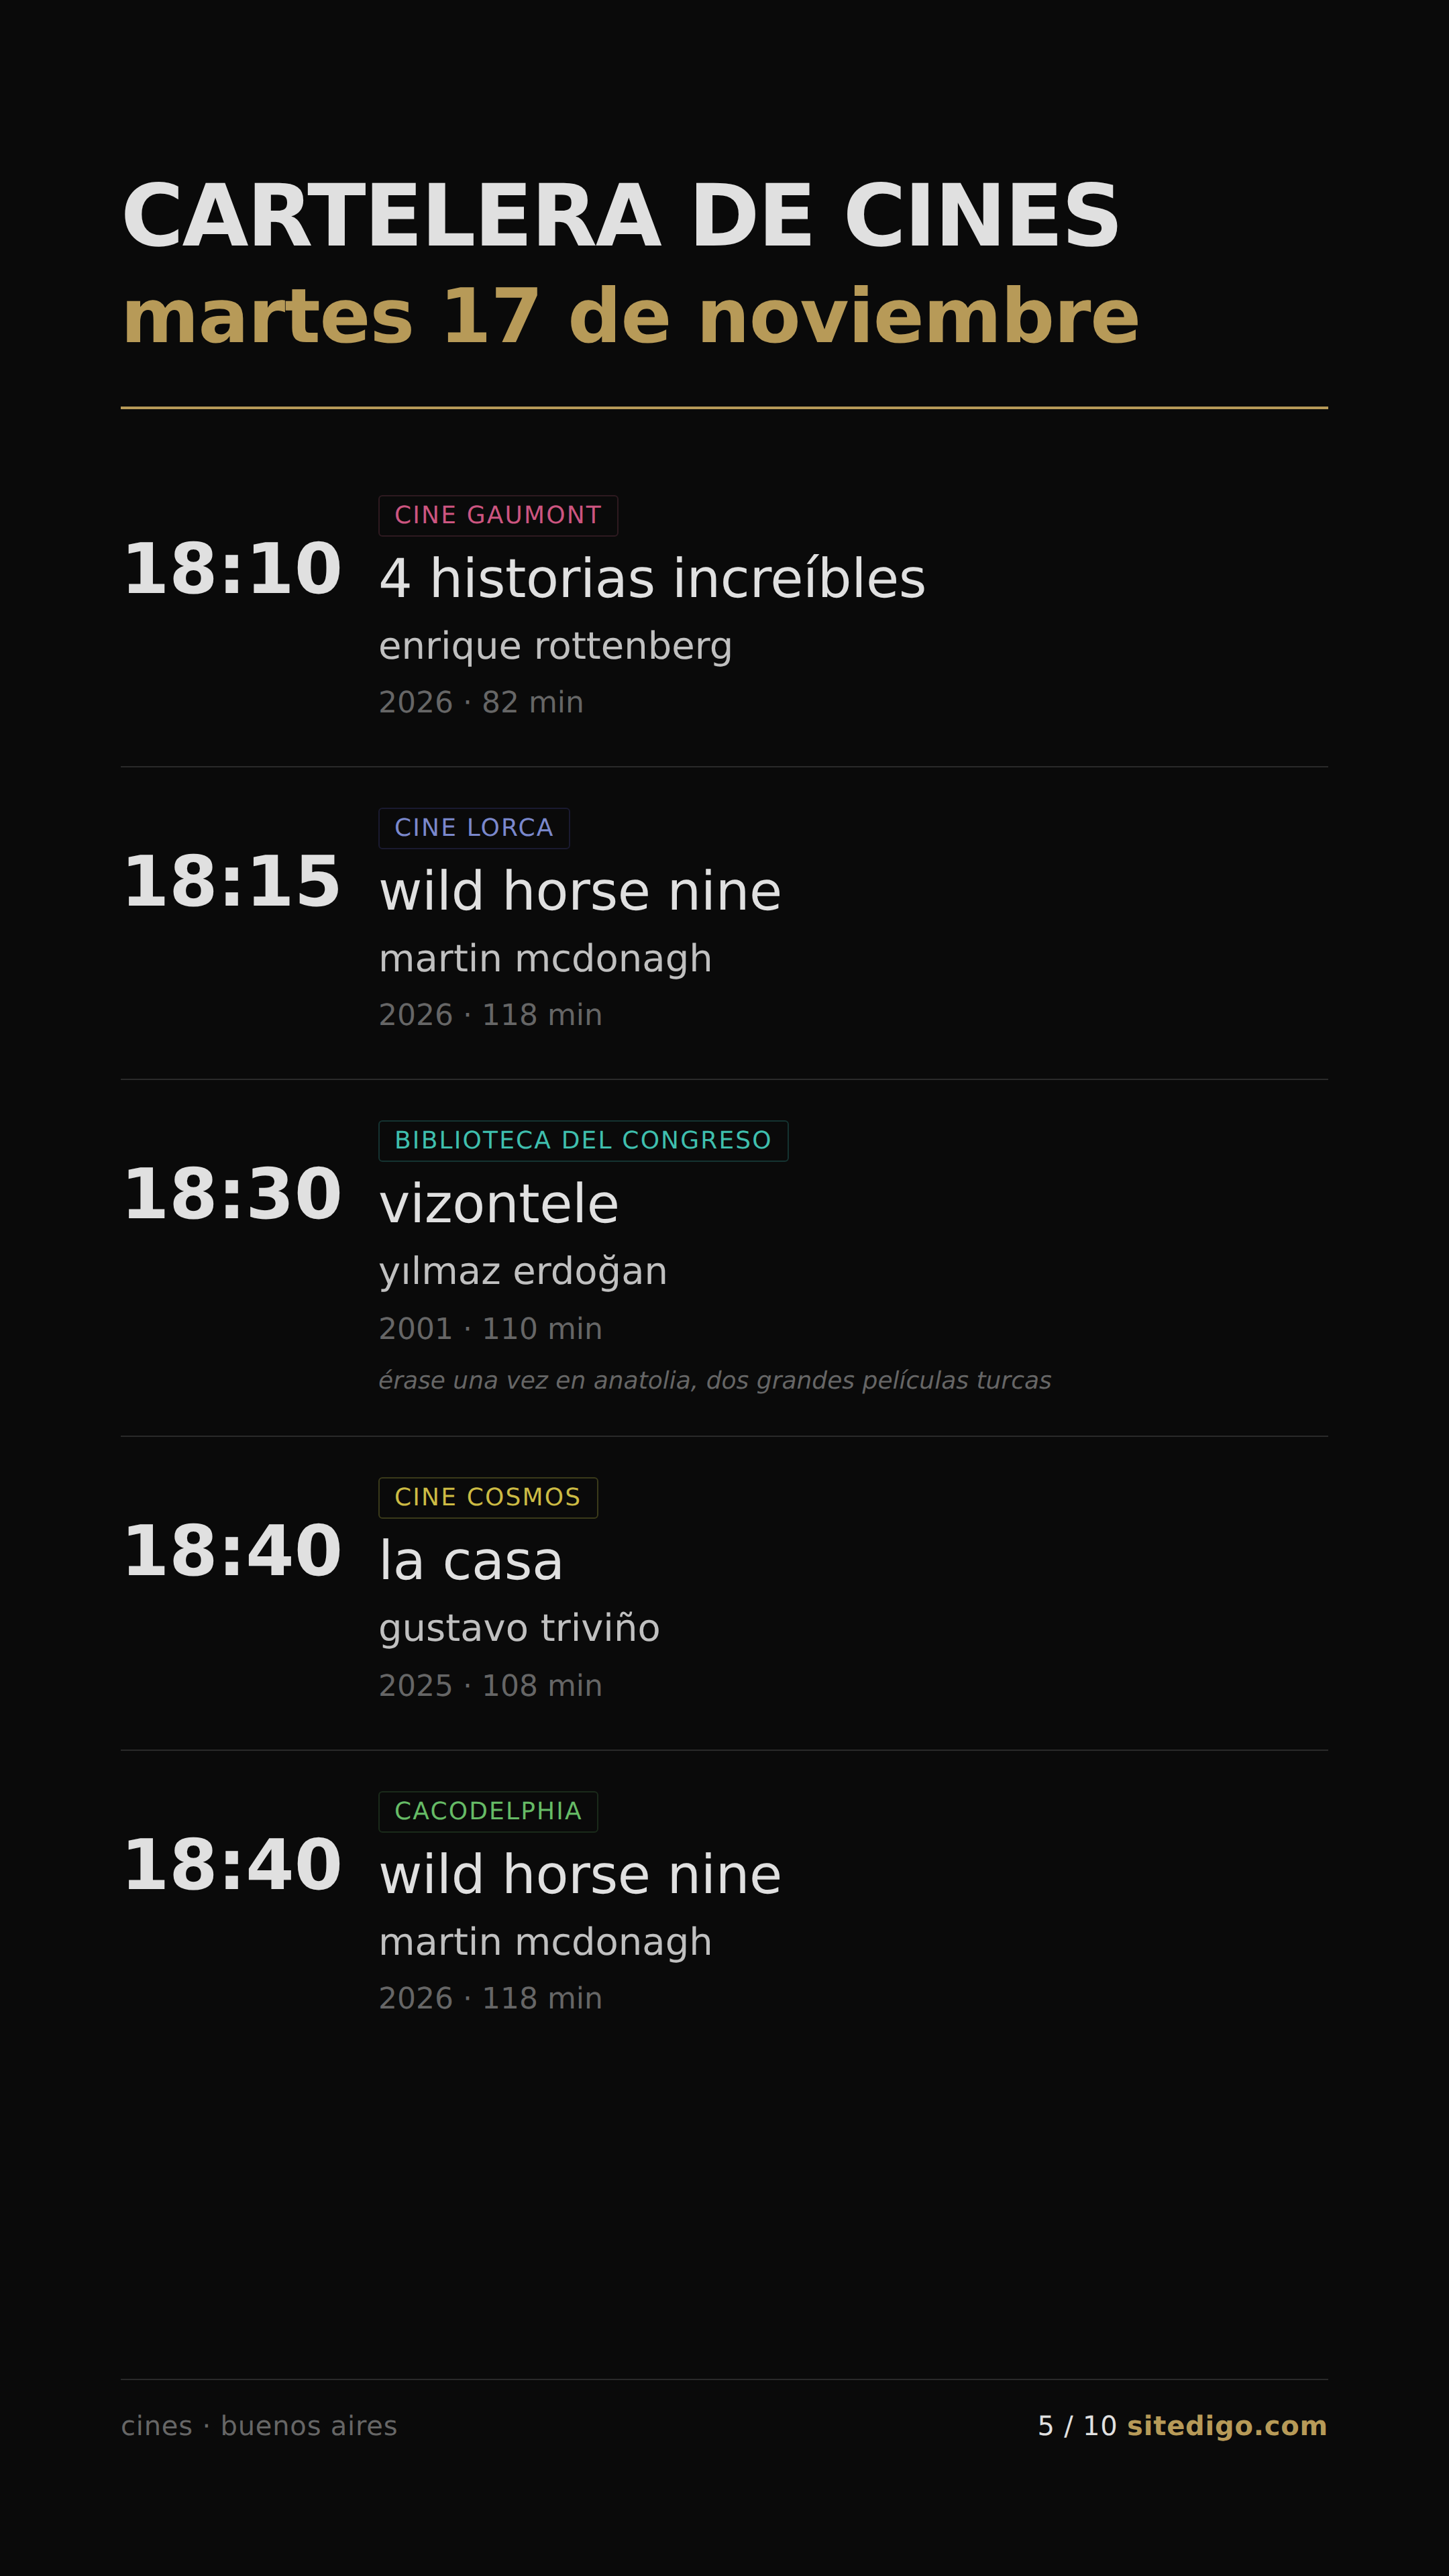 CARTELERA DE CINES
martes 17 de noviembre
CINE GAUMONT
18:10
4 historias increíbles
enrique rottenberg
2026 · 82 min
CINE LORCA
18:15
wild horse nine
martin mcdonagh
2026 · 118 min
BIBLIOTECA DEL CONGRESO
18:30
vizontele
yılmaz erdoğan
2001 · 110 min
érase una vez en anatolia, dos grandes películas turcas
CINE COSMOS
18:40
la casa
gustavo triviño
2025 · 108 min
CACODELPHIA
18:40
wild horse nine
martin mcdonagh
2026 · 118 min
cines · buenos aires
5 / 10 sitedigo.com